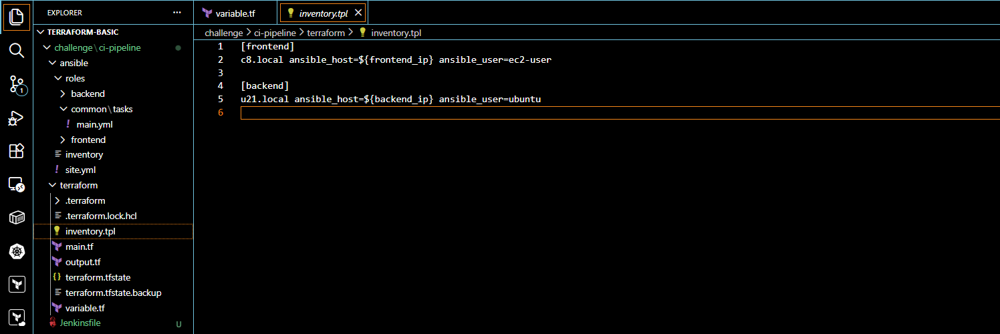 EXPLORER
TERRAFORM-BASIC
challenge\ci-pipeline
ansible
roles
backend
common\tasks
! main.yml
frontend
inventory
! site.yml
terraform
.terraform
.terraform.lock.hcl
inventory.tpl
main.tf
output.tf
{} terraform.tfstate
terraform.tfstate.backup
variable.tf
Jenkinsfile U
1
variable.tf
inventory.tpl
challenge > ci-pipeline > terraform > inventory.tpl
1 [frontend]
2 c8.local ansible_host=${frontend_ip} ansible_user=ec2-user
3
4 [backend]
5 u21.local ansible_host=${backend_ip} ansible_user=ubuntu
6